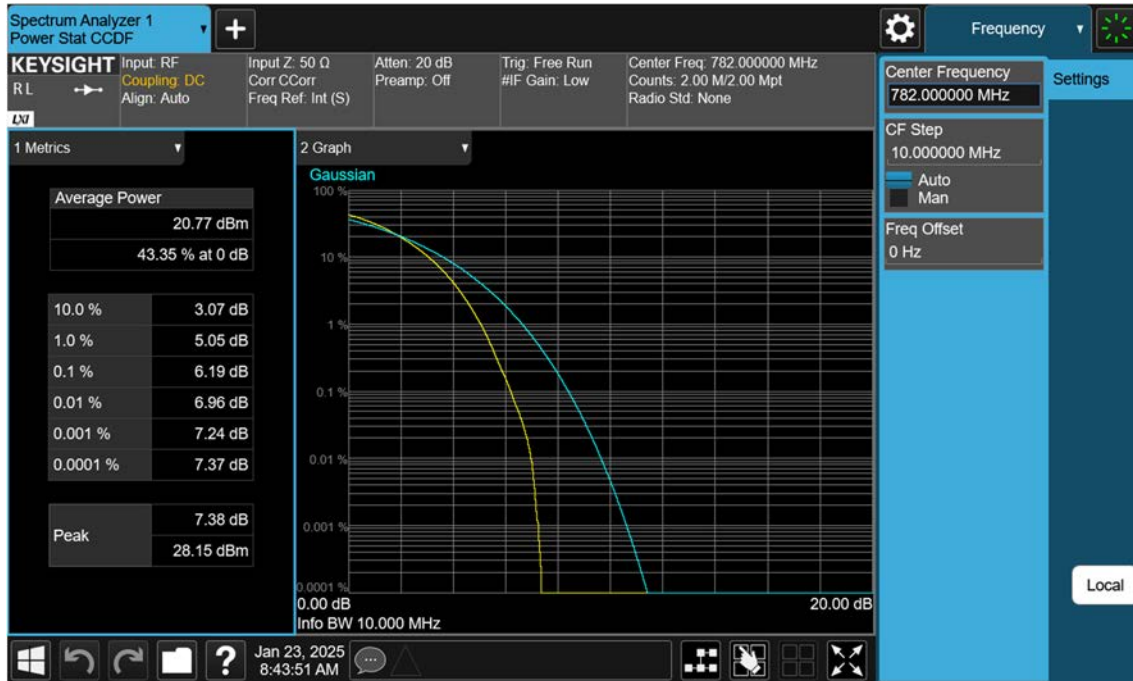 Spectrum Analyzer 1
Power Stat CCDF
+
Frequency
KEYSIGHT
RL
LXI
Input: RF
Coupling: DC
Align: Auto
Input Z: 50 Ω
Corr CCorr
Freq Ref: Int (S)
Atten: 20 dB
Preamp: Off
Trig: Free Run
#IF Gain: Low
Center Freq: 782.000000 MHz
Counts: 2.00 M/2.00 Mpt
Radio Std: None
Center Frequency
782.000000 MHz
Settings
CF Step
10.000000 MHz
Auto
Man
Freq Offset
0 Hz
1 Metrics
Average Power
20.77 dBm
43.35 % at 0 dB
10.0 % 3.07 dB
1.0 % 5.05 dB
0.1 % 6.19 dB
0.01 % 6.96 dB
0.001 % 7.24 dB
0.0001 % 7.37 dB
Peak
7.38 dB
28.15 dBm
2 Graph
Gaussian
100 %
10 %
1 %
0.1 %
0.01 %
0.001 %
0.0001 %
0.00 dB 20.00 dB
Info BW 10.000 MHz
Local
?
Jan 23, 2025
8:43:51 AM